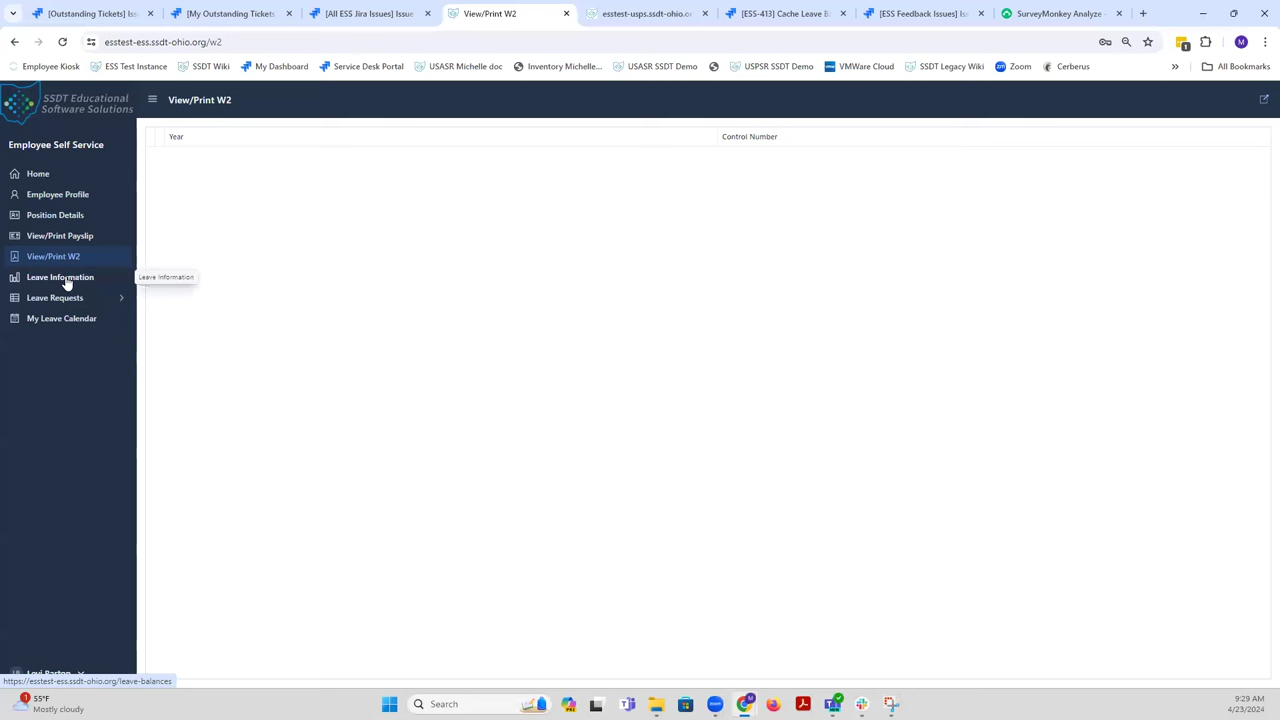 [Outstanding Tickets] Iss
[My Outstanding Tickets
[All ESS Jira Issues] Issue
View/Print W2
esstest-usps.ssdt-ohio.o
[ESS-413] Cache Leave B
[ESS Feedback Issues] Is
SurveyMonkey Analyze -
esstest-ess.ssdt-ohio.org/w2
Employee Kiosk
ESS Test Instance
SSDT Wiki
My Dashboard
Service Desk Portal
USASR Michelle doc
Inventory Michelle...
USASR SSDT Demo
USPSR SSDT Demo
VMWare Cloud
SSDT Legacy Wiki
Zoom
Cerberus
All Bookmarks
SSDT Educational
Software Solutions
View/Print W2
Year
Control Number
Employee Self Service
Home
Employee Profile
Position Details
View/Print Payslip
View/Print W2
Leave Information
Leave Information
Leave Requests
My Leave Calendar
https://esstest-ess.ssdt-ohio.org/leave-balances
55°F
Mostly cloudy
Search
9:29 AM
4/23/2024